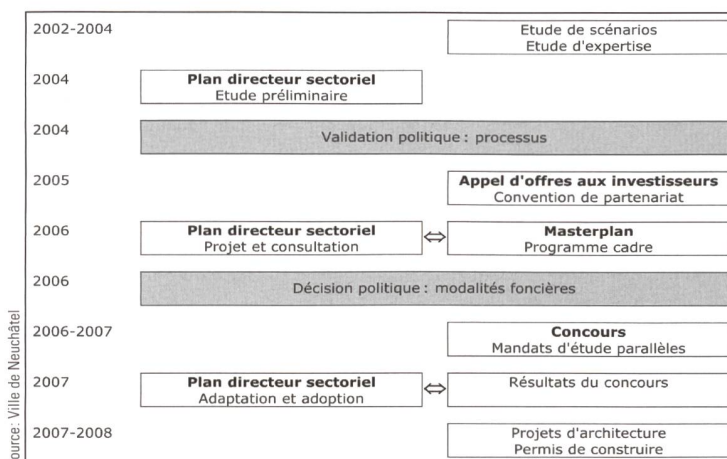 2002-2004
Etude de scénarios
Etude d'expertise
2004
Plan directeur sectoriel
Etude préliminaire
2004
Validation politique : processus
2005
Appel d'offres aux investisseurs
Convention de partenariat
2006
Plan directeur sectoriel
Projet et consultation
⇔
Masterplan
Programme cadre
2006
Décision politique : modalités foncières
2006-2007
Concours
Mandats d'étude parallèles
2007
Plan directeur sectoriel
Adaptation et adoption
⇔
Résultats du concours
2007-2008
Projets d'architecture
Permis de construire
ource: Ville de Neuchâtel